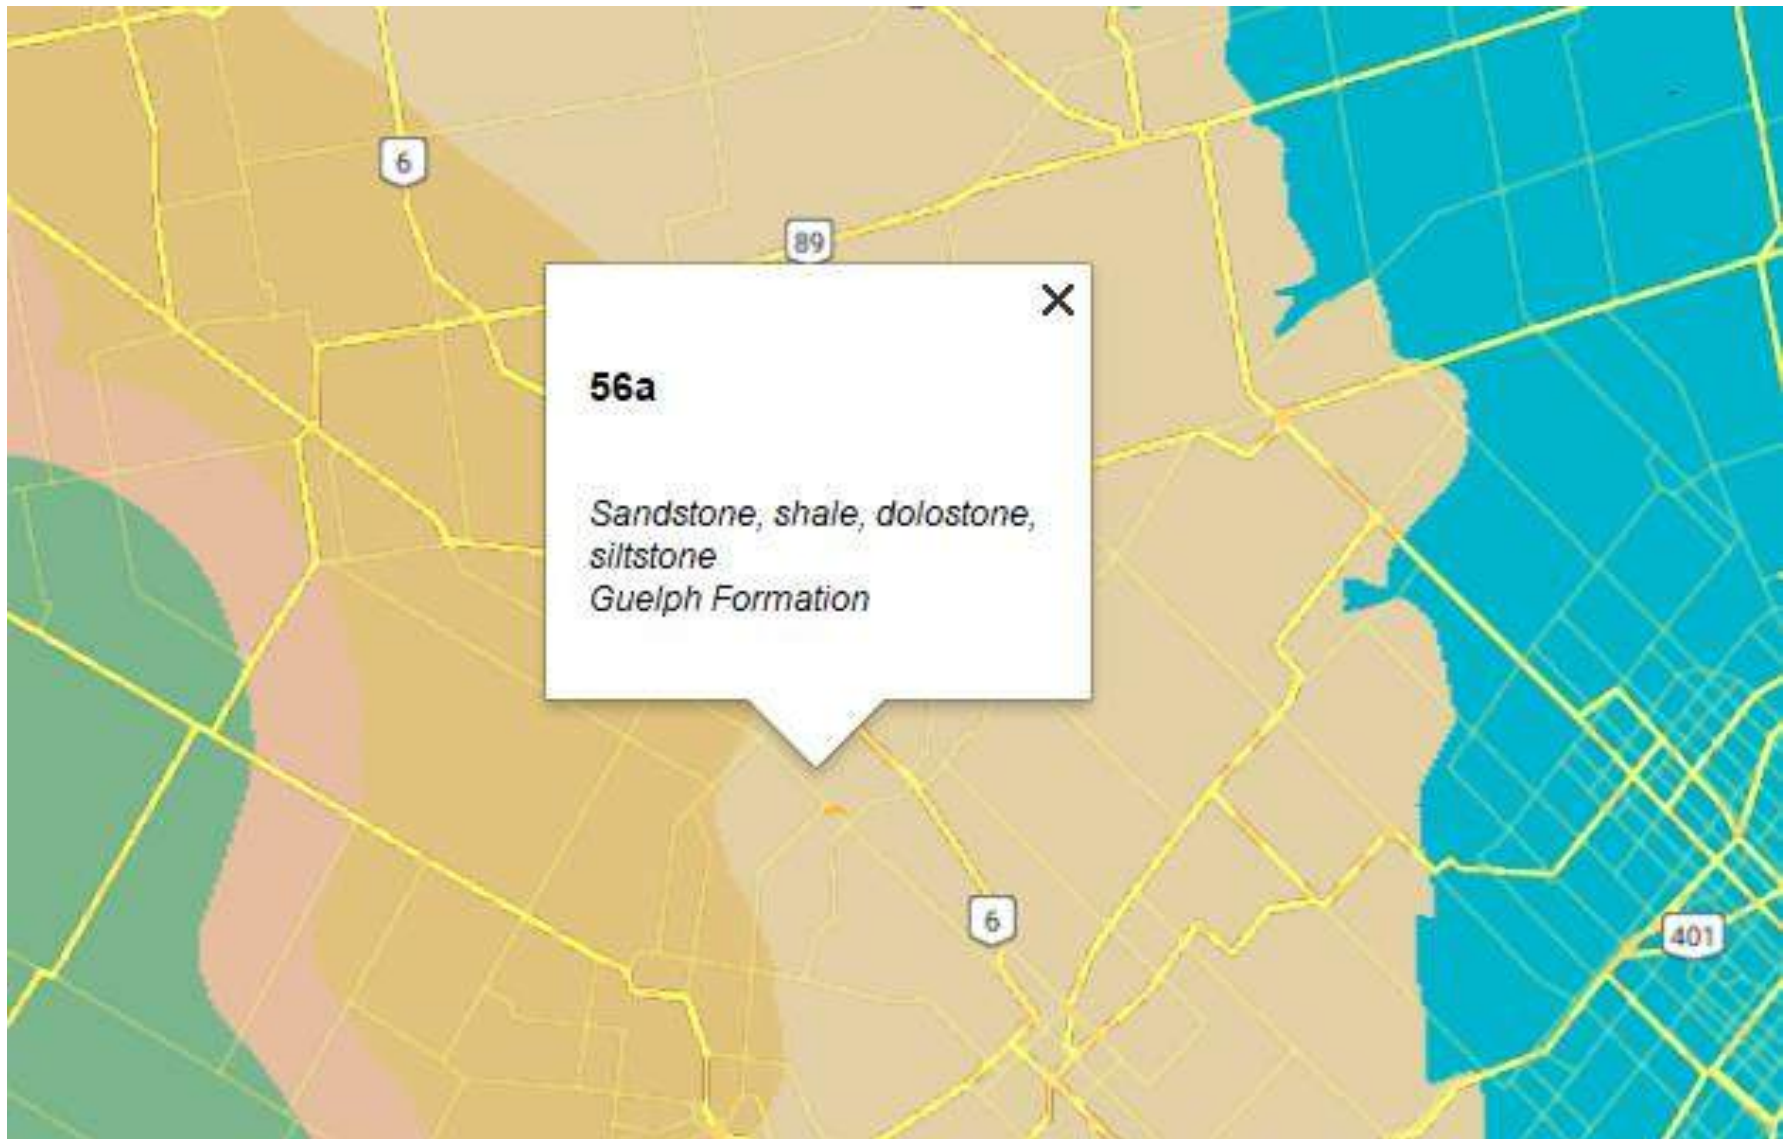 6
89
56a
Sandstone, shale, dolostone,
siltstone
Guelph Formation
6
401